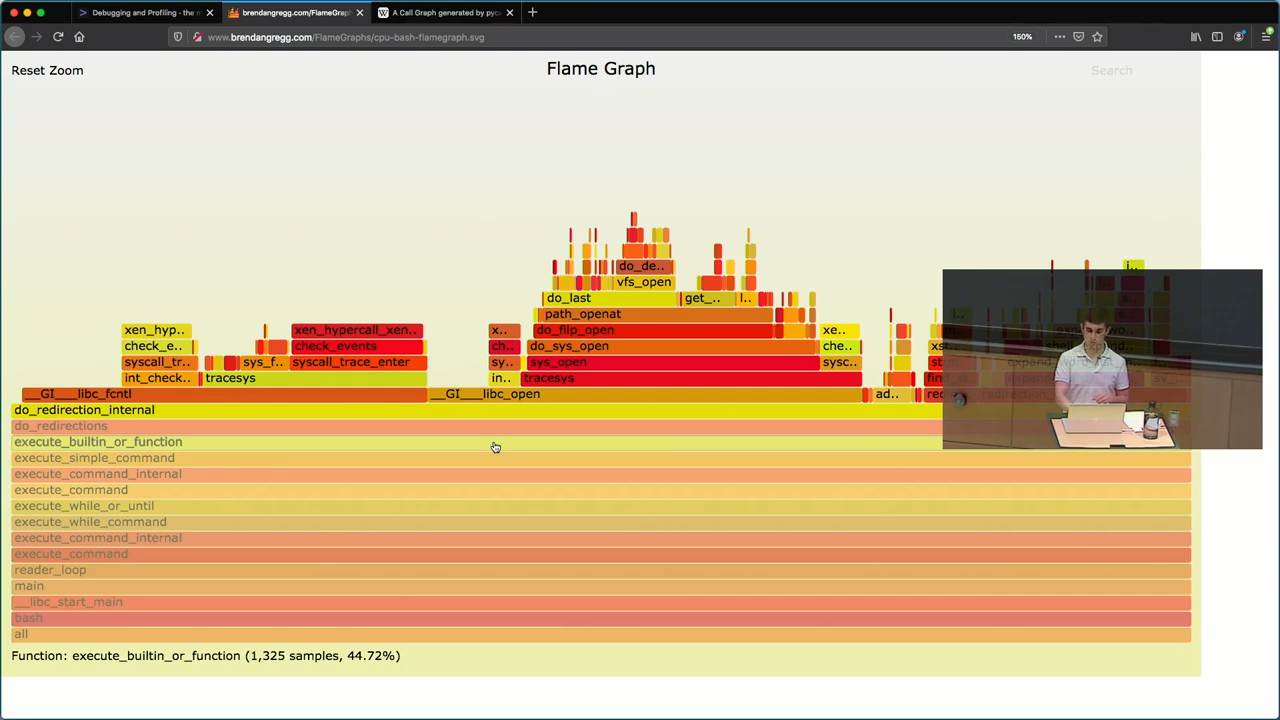 Debugging and Profiling - the m
brendangregg.com/FlameGraph
A Call Graph generated by pyca
www.brendangregg.com/FlameGraphs/cpu-bash-flamegraph.svg
150%
Reset Zoom
Flame Graph
Search
do_de..
i..
vfs_open
do_last
get_..
l..
path_openat
xen_hyp..
xen_hypercall_xen..
x..
do_filp_open
xe..
check_e..
check_events
ch..
do_sys_open
che..
syscall_tr..
sys_f..
syscall_trace_enter
sy..
sys_open
sysc..
int_check..
tracesys
in..
tracesys
__GI___libc_fcntl
__GI___libc_open
ad..
do_redirection_internal
do_redirections
execute_builtin_or_function
execute_simple_command
execute_command_internal
execute_command
execute_while_or_until
execute_while_command
execute_command_internal
execute_command
reader_loop
main
__libc_start_main
bash
all
Function: execute_builtin_or_function (1,325 samples, 44.72%)